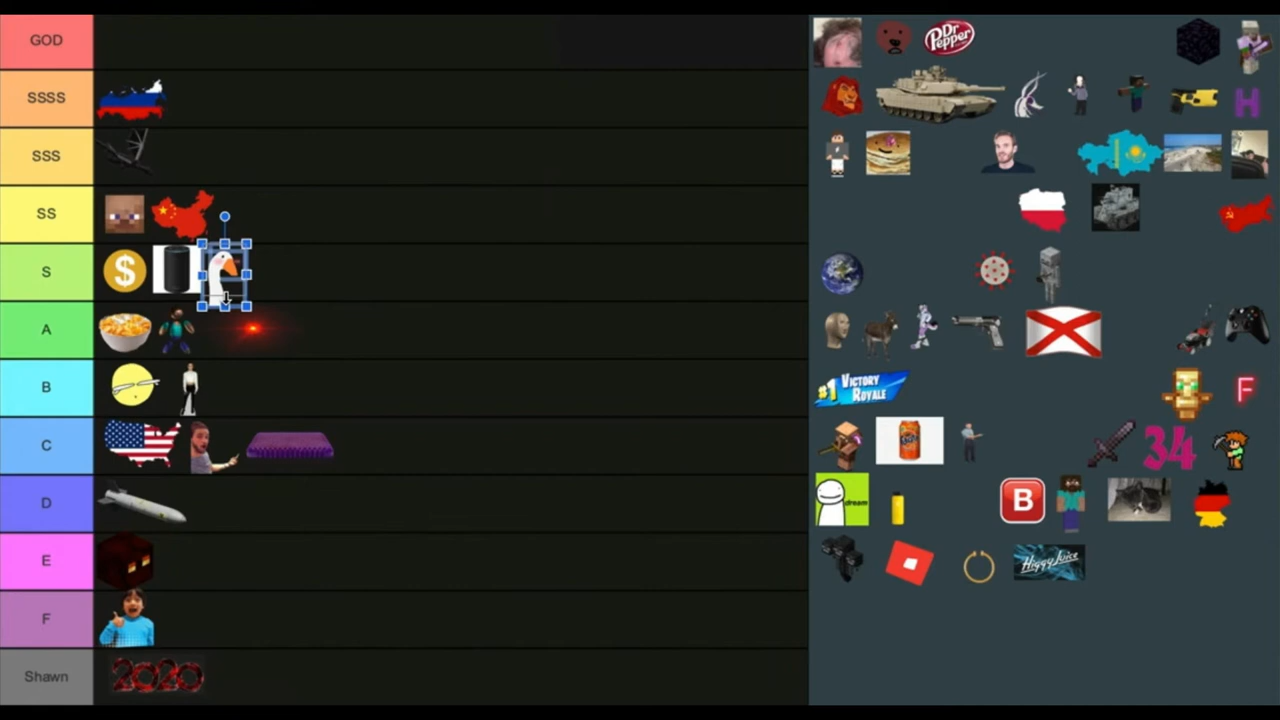 GOD
SSSS
SSS
SS
S
A
B
C
D
E
F
Shawn
$
2020
Dr Pepper
H
#1 VICTORY ROYALE
F
34
dream
B
HiggyJuice